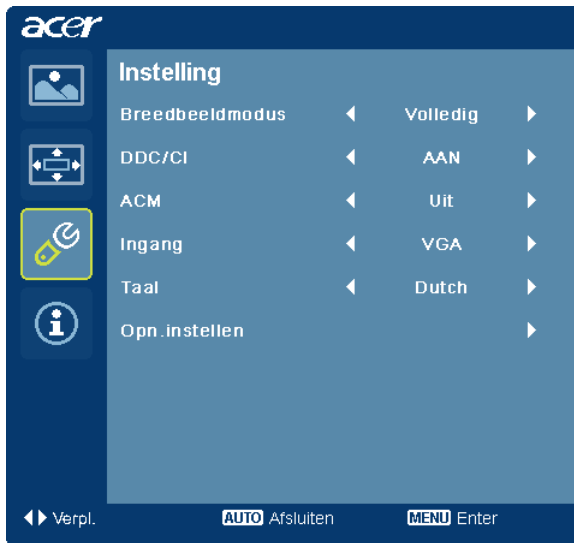 acer
Instelling
Breedbeeldmodus Volledig
DDC/CI AAN
ACM Uit
Ingang VGA
Taal Dutch
Opn.instellen
Verpl. AUTO Afsluiten MENU Enter